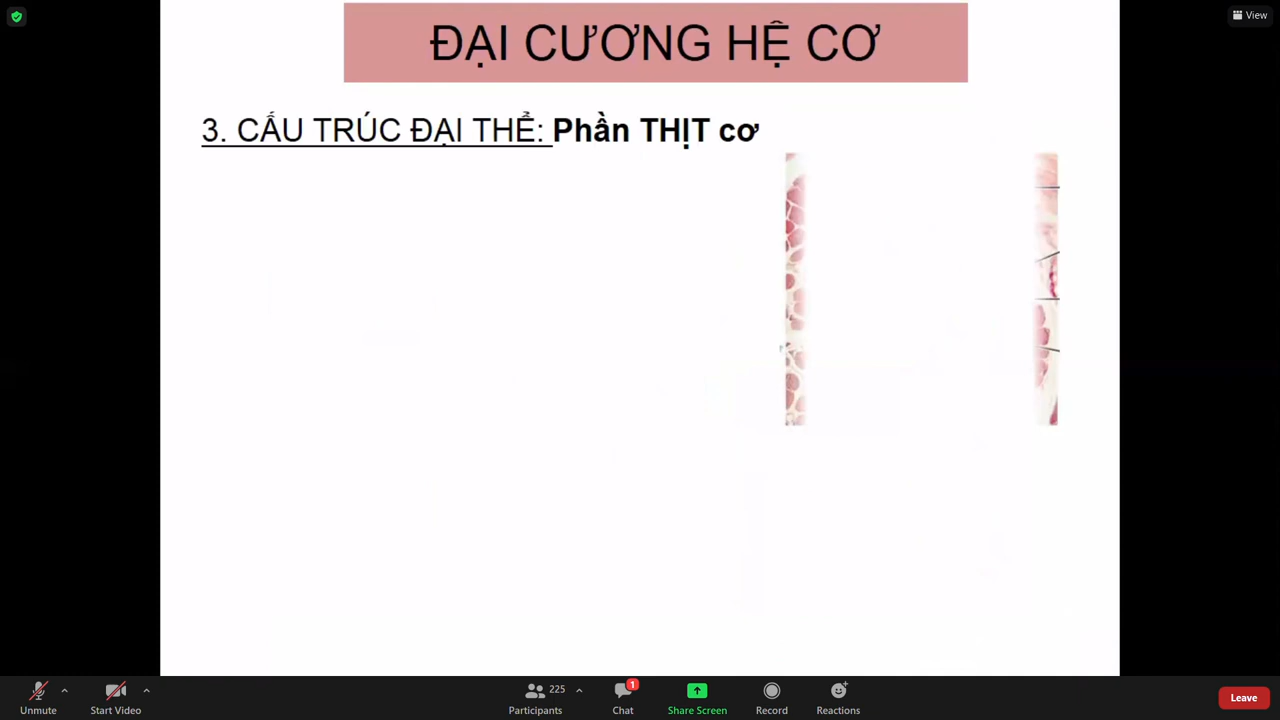 View
ĐẠI CƯƠNG HỆ CƠ
3. CẤU TRÚC ĐẠI THỂ: Phần THỊT cơ
Unmute
Start Video
225
Participants
1
Chat
Share Screen
Record
Reactions
Leave